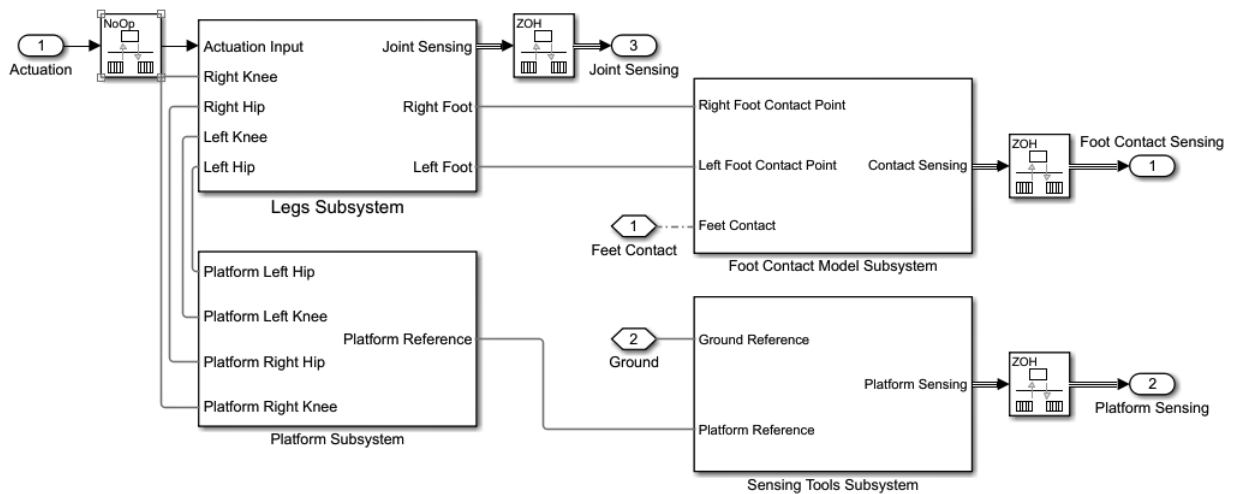 NoOp
1
Actuation
Actuation Input
Right Knee
Right Hip
Left Knee
Left Hip
Joint Sensing
Right Foot
Left Foot
Legs Subsystem
ZOH
3
Joint Sensing
Right Foot Contact Point
Left Foot Contact Point
Feet Contact
Contact Sensing
Foot Contact Model Subsystem
1
Feet Contact
ZOH
Foot Contact Sensing
1
Platform Left Hip
Platform Left Knee
Platform Right Hip
Platform Right Knee
Platform Reference
Platform Subsystem
2
Ground
Ground Reference
Platform Reference
Platform Sensing
Sensing Tools Subsystem
ZOH
2
Platform Sensing